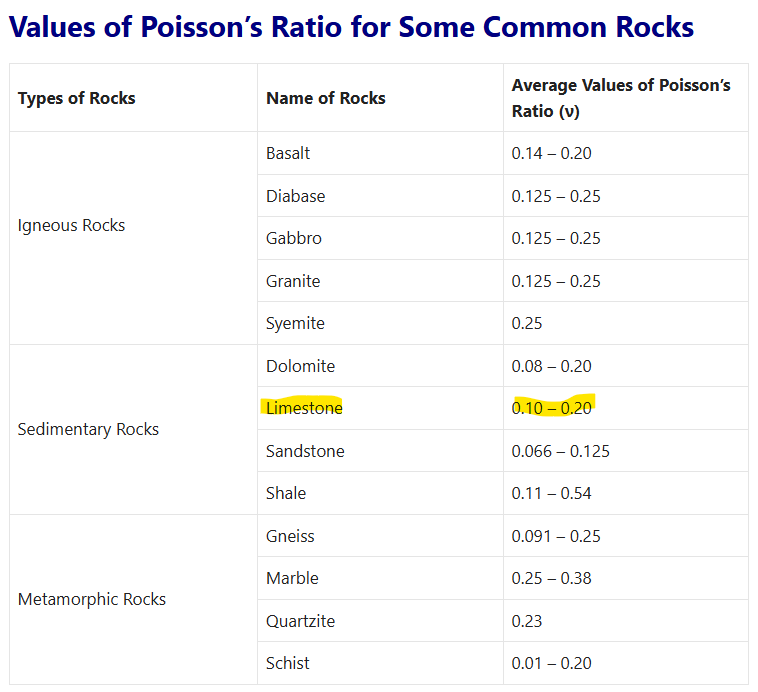 Values of Poisson’s Ratio for Some Common Rocks
Types of Rocks
Name of Rocks
Average Values of Poisson’s
Ratio (ν)
Igneous Rocks
Basalt
0.14 – 0.20
Diabase
0.125 – 0.25
Gabbro
0.125 – 0.25
Granite
0.125 – 0.25
Syemite
0.25
Sedimentary Rocks
Dolomite
0.08 – 0.20
Limestone
0.10 – 0.20
Sandstone
0.066 – 0.125
Shale
0.11 – 0.54
Metamorphic Rocks
Gneiss
0.091 – 0.25
Marble
0.25 – 0.38
Quartzite
0.23
Schist
0.01 – 0.20